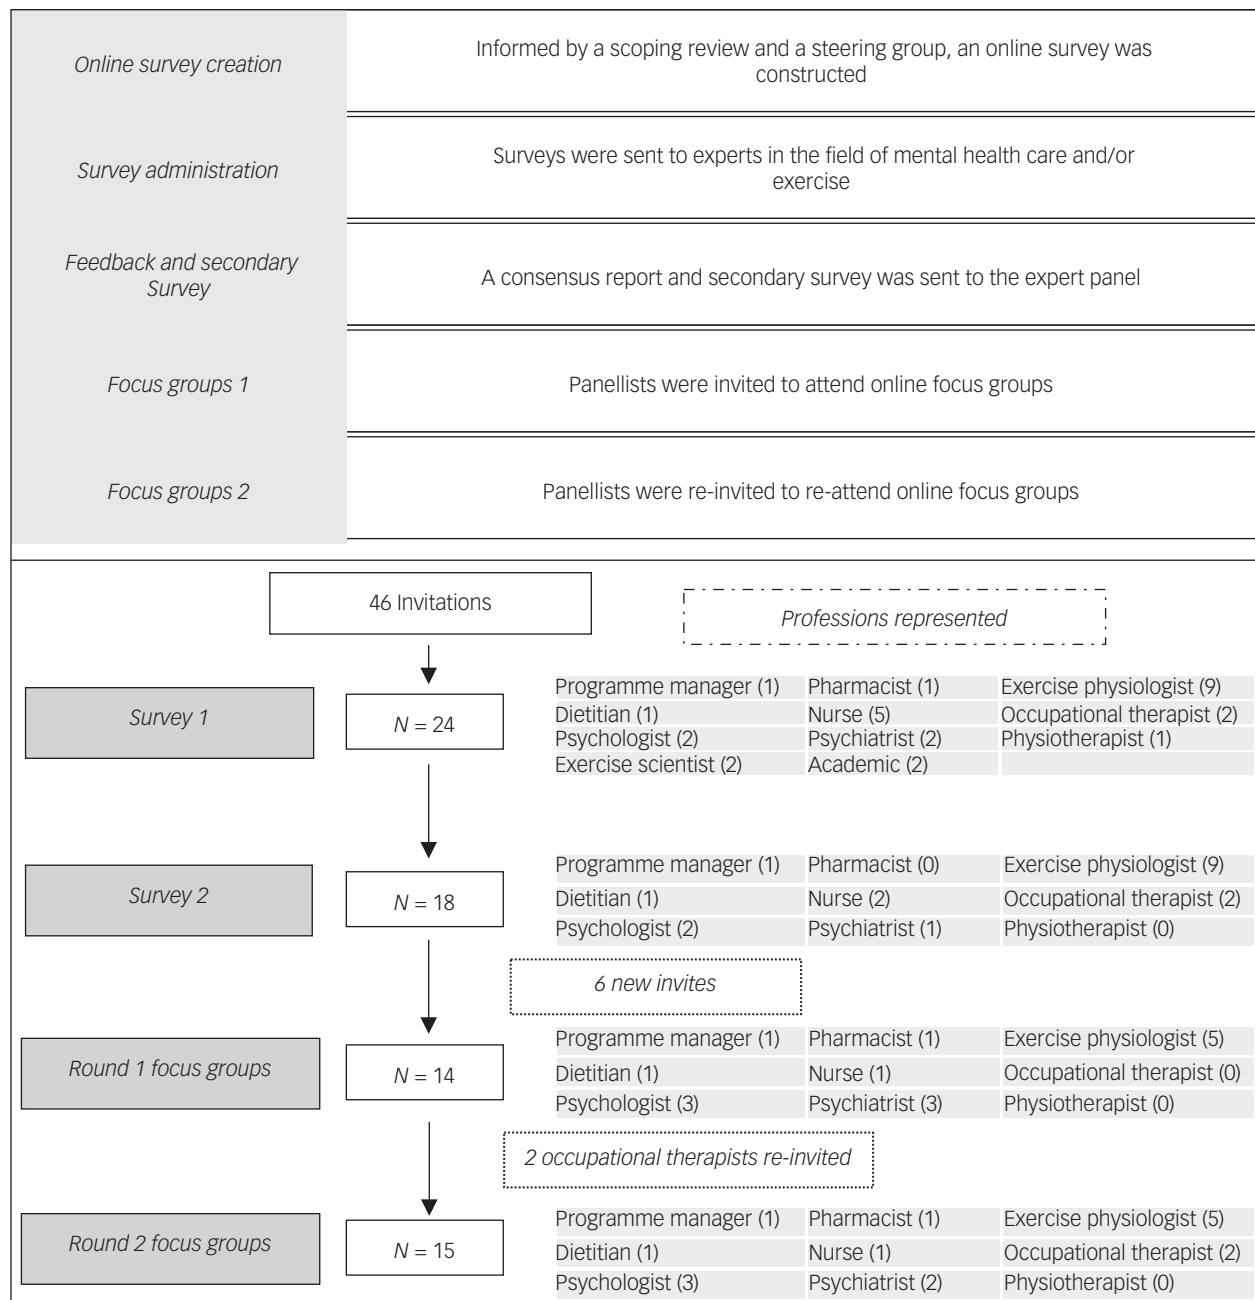 Online survey creation
Informed by a scoping review and a steering group, an online survey was
constructed
Survey administration
Surveys were sent to experts in the field of mental health care and/or
exercise
Feedback and secondary
Survey
A consensus report and secondary survey was sent to the expert panel
Focus groups 1
Panellists were invited to attend online focus groups
Focus groups 2
Panellists were re-invited to re-attend online focus groups
46 Invitations
Professions represented
Survey 1
N = 24
Programme manager (1) Pharmacist (1) Exercise physiologist (9)
Dietitian (1) Nurse (5) Occupational therapist (2)
Psychologist (2) Psychiatrist (2) Physiotherapist (1)
Exercise scientist (2) Academic (2)
Survey 2
N = 18
Programme manager (1) Pharmacist (0) Exercise physiologist (9)
Dietitian (1) Nurse (2) Occupational therapist (2)
Psychologist (2) Psychiatrist (1) Physiotherapist (0)
6 new invites
Round 1 focus groups
N = 14
Programme manager (1) Pharmacist (1) Exercise physiologist (5)
Dietitian (1) Nurse (1) Occupational therapist (0)
Psychologist (3) Psychiatrist (3) Physiotherapist (0)
2 occupational therapists re-invited
Round 2 focus groups
N = 15
Programme manager (1) Pharmacist (1) Exercise physiologist (5)
Dietitian (1) Nurse (1) Occupational therapist (2)
Psychologist (3) Psychiatrist (2) Physiotherapist (0)